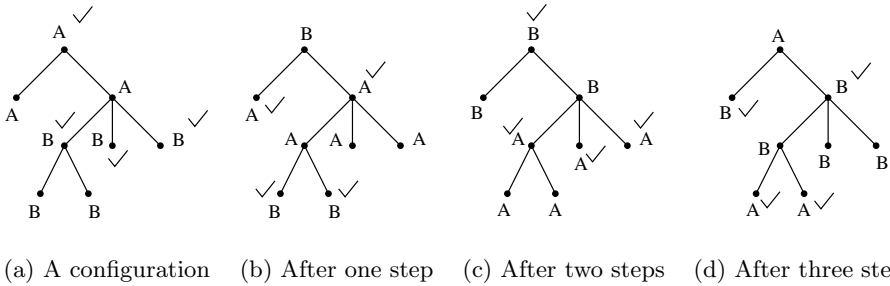 A
A
A
B B B
B B
(a) A configuration
B
A
A
A A A
B B
(b) After one step
B
B
B
A A A
A A
(c) After two steps
A
B
B
B B B
A A
(d) After three ste